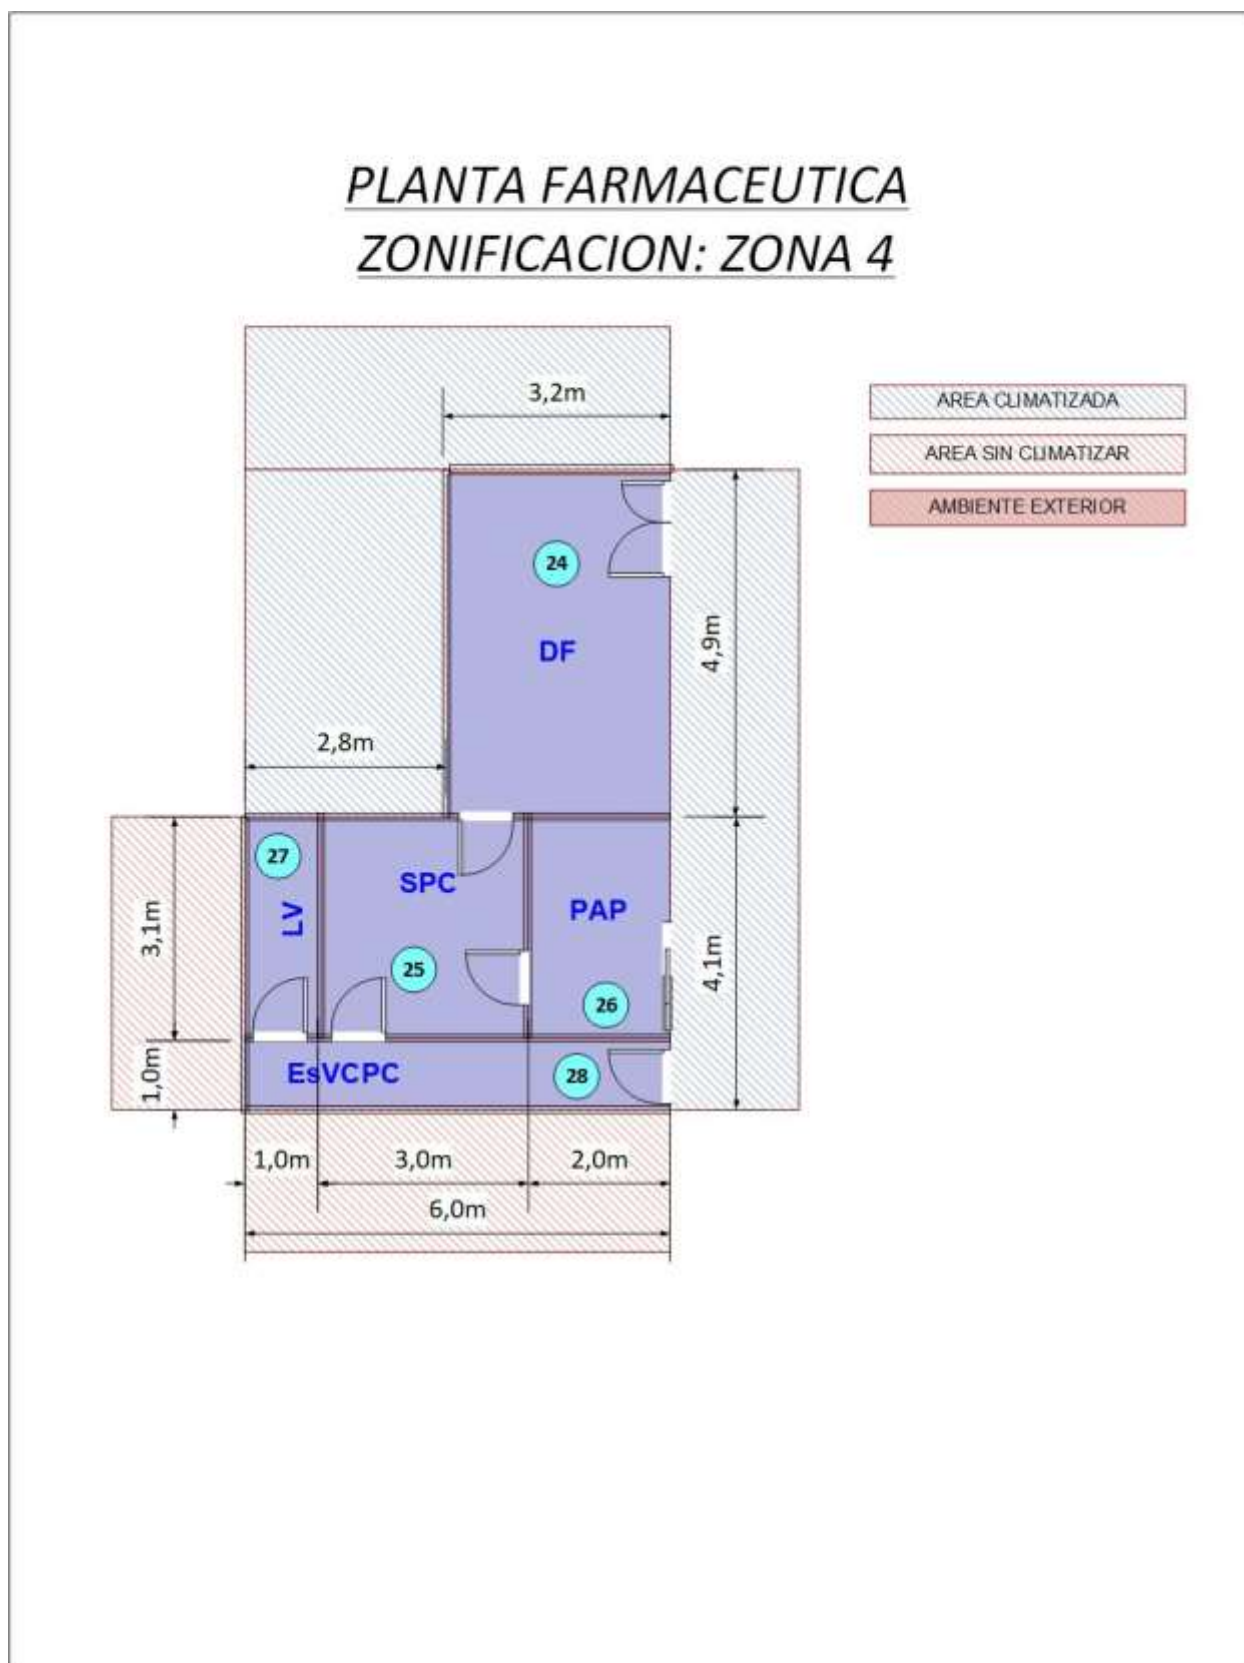 PLANTA FARMACEUTICA
ZONIFICACION: ZONA 4
3,2m
AREA CLIMATIZADA
AREA SIN CLIMATIZAR
AMBIENTE EXTERIOR
24
DF
4,9m
2,8m
27
SPC
LV
PAP
3,1m
25
26
4,1m
1,0m
EsVCPC
28
1,0m
3,0m
2,0m
6,0m